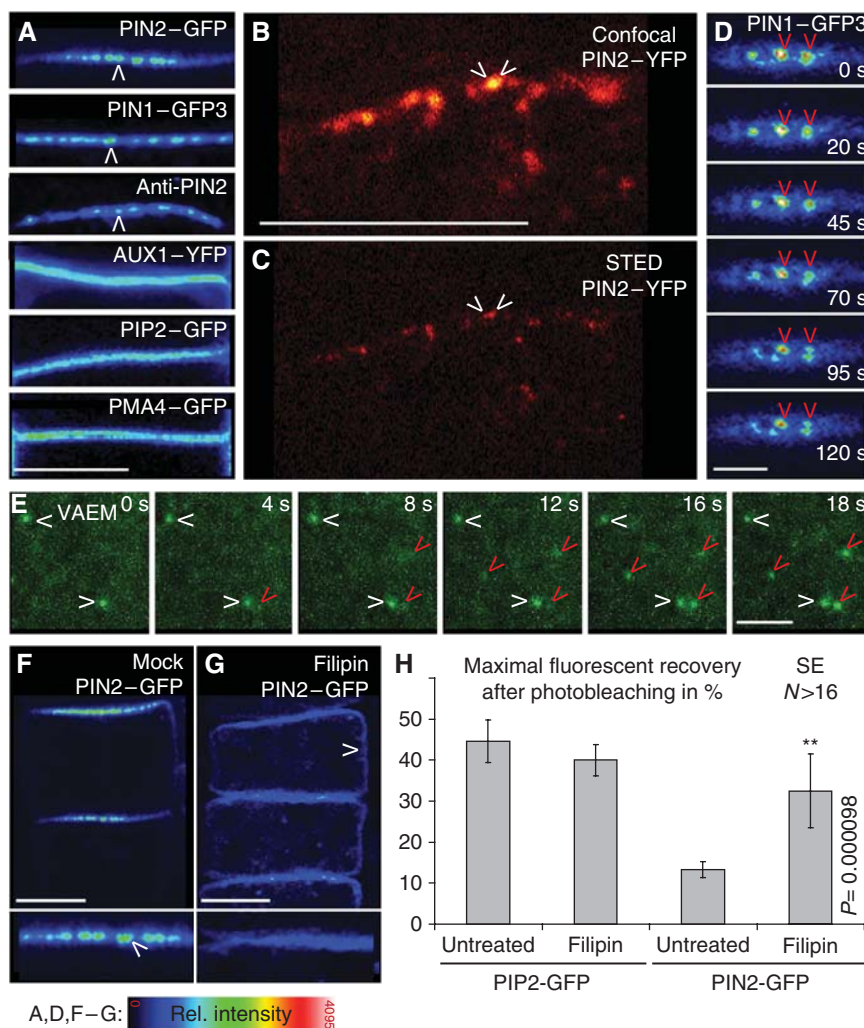 A
PIN2–GFP
PIN1–GFP3
Anti-PIN2
AUX1–YFP
PIP2–GFP
PMA4–GFP
B
Confocal
PIN2–YFP
C
STED
PIN2–YFP
D
PIN1–GFP3
0 s
20 s
45 s
70 s
95 s
120 s
E
VAEM
0 s
4 s
8 s
12 s
16 s
18 s
F
Mock
PIN2–GFP
G
Filipin
PIN2–GFP
H
Maximal fluorescent recovery
after photobleaching in %
SE
N>16
50
40
30
20
10
0
**
P= 0.000098
Untreated
Filipin
Untreated
Filipin
PIP2-GFP
PIN2-GFP
A,D,F–G:
0
Rel. intensity
4095